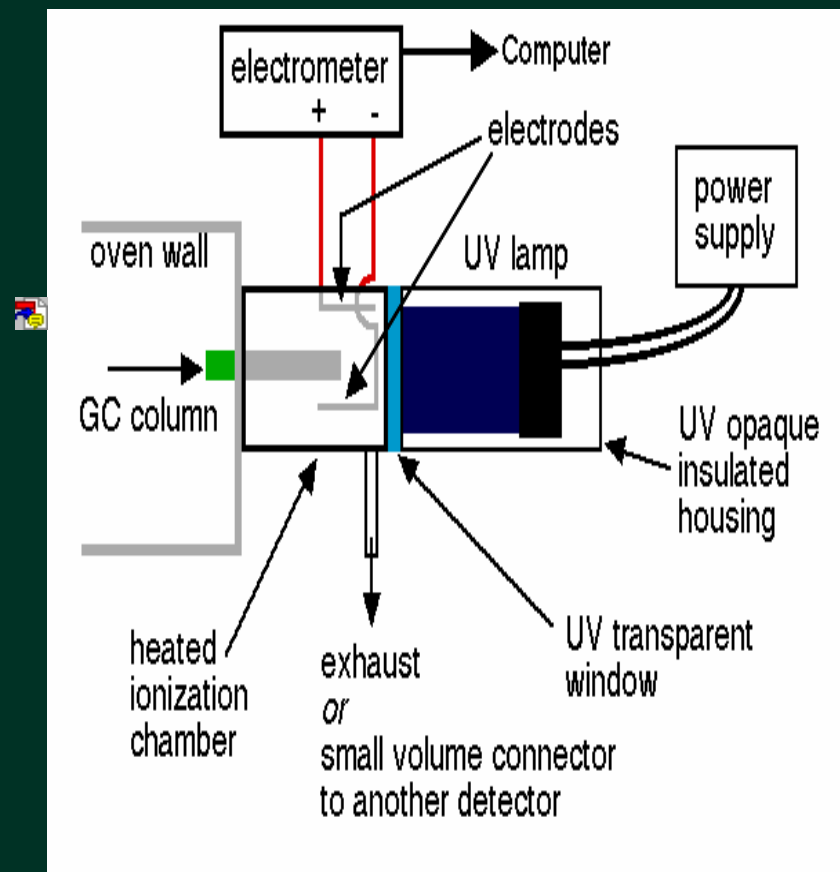 electrometer
+ -
Computer
electrodes
power
supply
oven wall
UV lamp
GC column
UV opaque
insulated
housing
heated
ionization
chamber
exhaust
or
small volume connector
to another detector
UV transparent
window